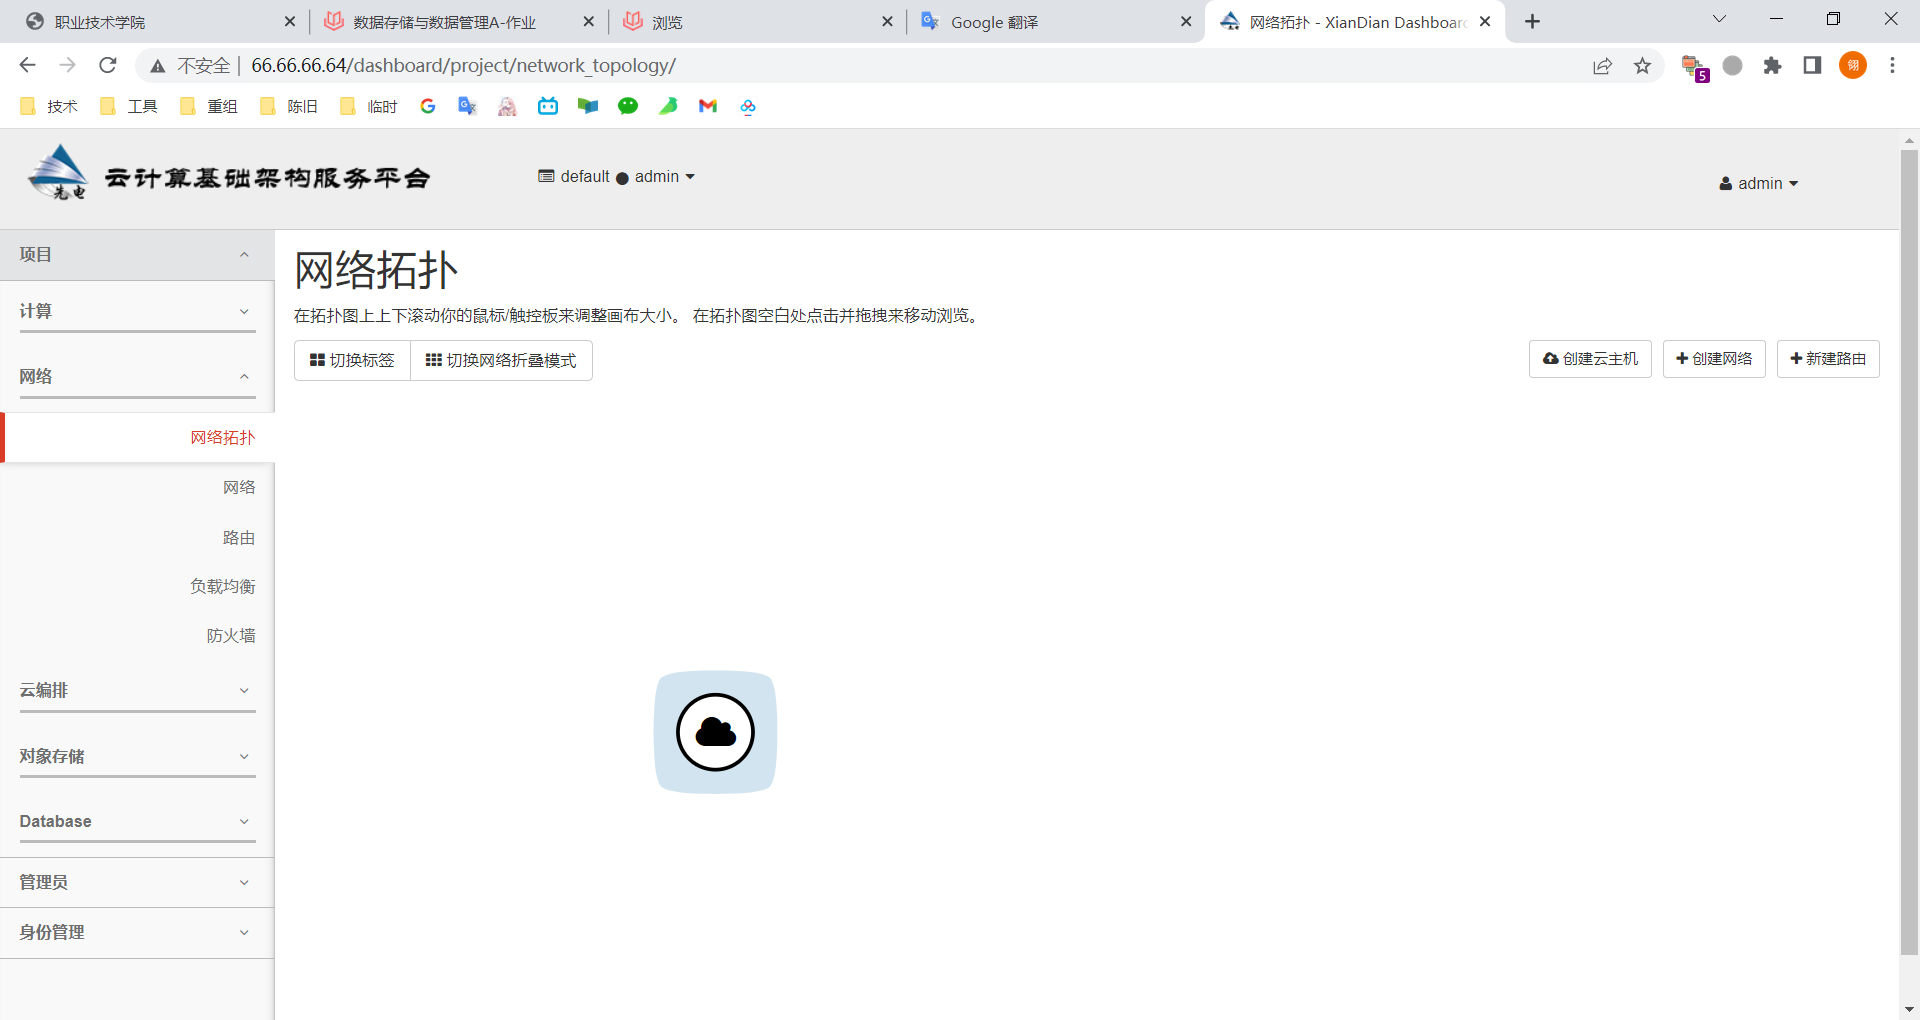 职业技术学院
数据存储与数据管理A-作业
浏览
Google 翻译
网络拓扑 - XianDian Dashboard
不安全 | 66.66.66.64/dashboard/project/network_topology/
5
翎
技术 工具 重组 陈旧 临时
先电
云计算基础架构服务平台
default ● admin
admin
项目
计算
网络
网络拓扑
网络
路由
负载均衡
防火墙
云编排
对象存储
Database
管理员
身份管理
网络拓扑
在拓扑图上上下滚动你的鼠标/触控板来调整画布大小。 在拓扑图空白处点击并拖拽来移动浏览。
切换标签 切换网络折叠模式
创建云主机 创建网络 新建路由